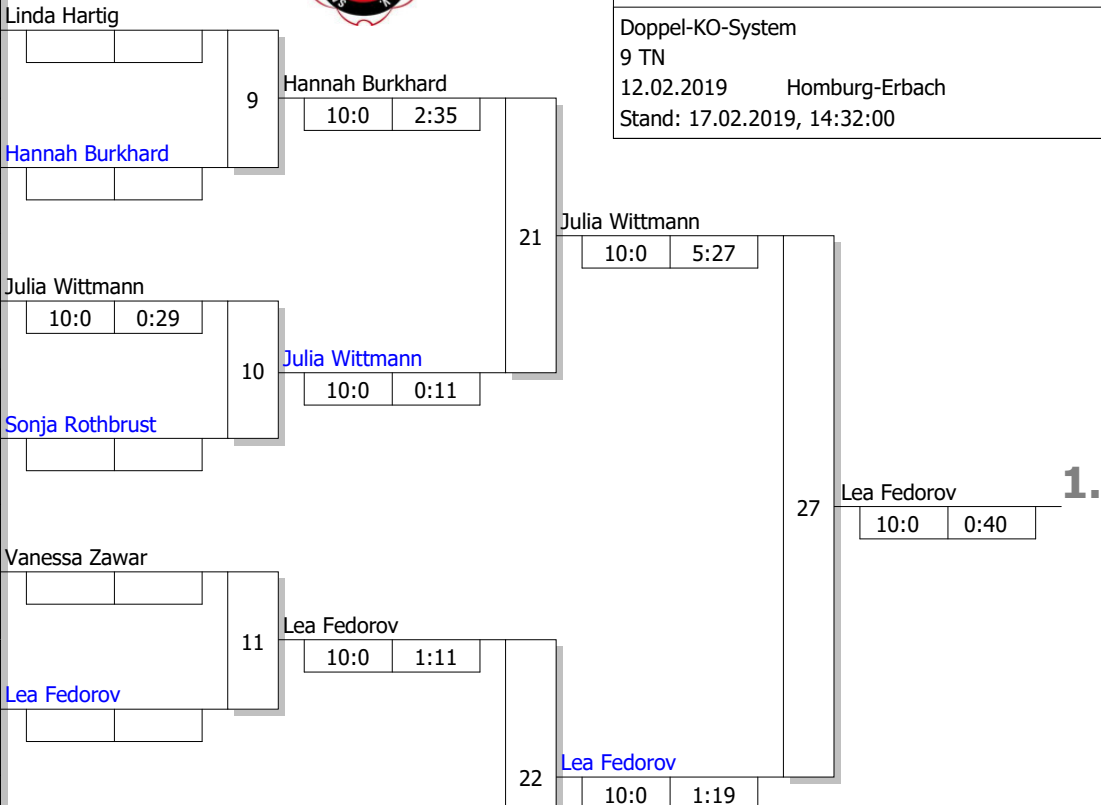 Linda Hartig
Doppel-KO-System
9 TN
12.02.2019 Homburg-Erbach
Stand: 17.02.2019, 14:32:00
9
Hannah Burkhard
10:0 2:35
Hannah Burkhard
21
Julia Wittmann
10:0 5:27
Julia Wittmann
10:0 0:29
10
Julia Wittmann
10:0 0:11
Sonja Rothbrust
27
Lea Fedorov
1.
10:0 0:40
Vanessa Zawar
11
Lea Fedorov
10:0 1:11
Lea Fedorov
22
Lea Fedorov
10:0 1:19